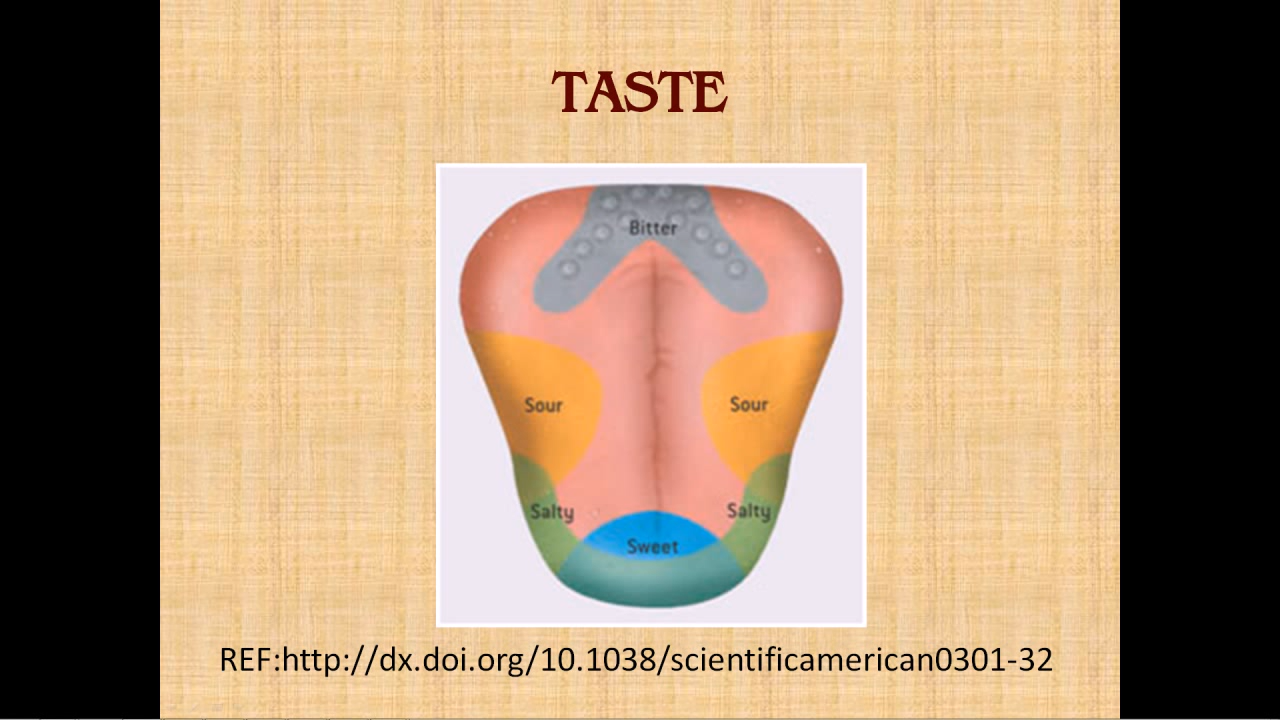 TASTE
Bitter
Sour Sour
Salty Salty
Sweet
REF:http://dx.doi.org/10.1038/scientificamerican0301-32